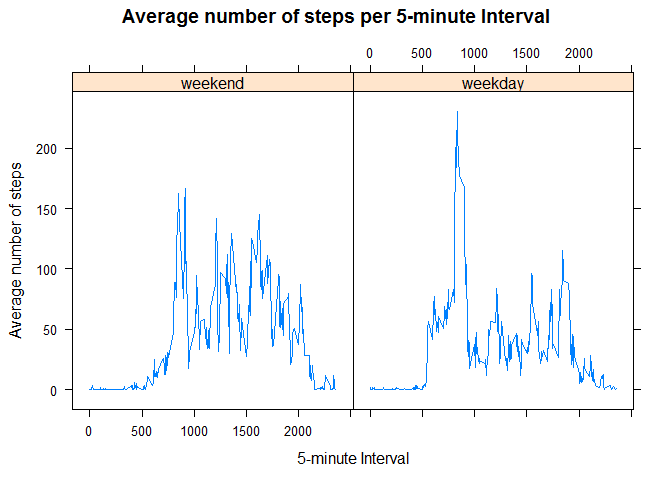 Average number of steps per 5-minute Interval
0 500 1000 1500 2000
weekend weekday
Average number of steps
200
150
100
50
0
0 500 1000 1500 2000
5-minute Interval